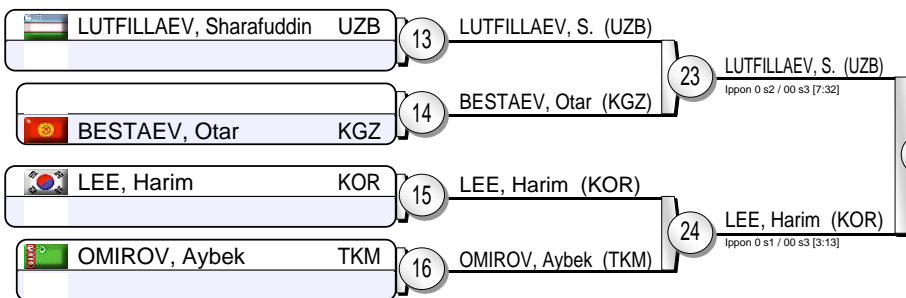 LUTFILLAEV, Sharafuddin UZB
13
LUTFILLAEV, S. (UZB)
23
LUTFILLAEV, S. (UZB)
Ippon 0 s2 / 00 s3 [7:32]
14
BESTAEV, Otar (KGZ)
BESTAEV, Otar KGZ
LEE, Harim KOR
15
LEE, Harim (KOR)
24
LEE, Harim (KOR)
Ippon 0 s1 / 00 s3 [3:13]
OMIROV, Aybek TKM
16
OMIROV, Aybek (TKM)